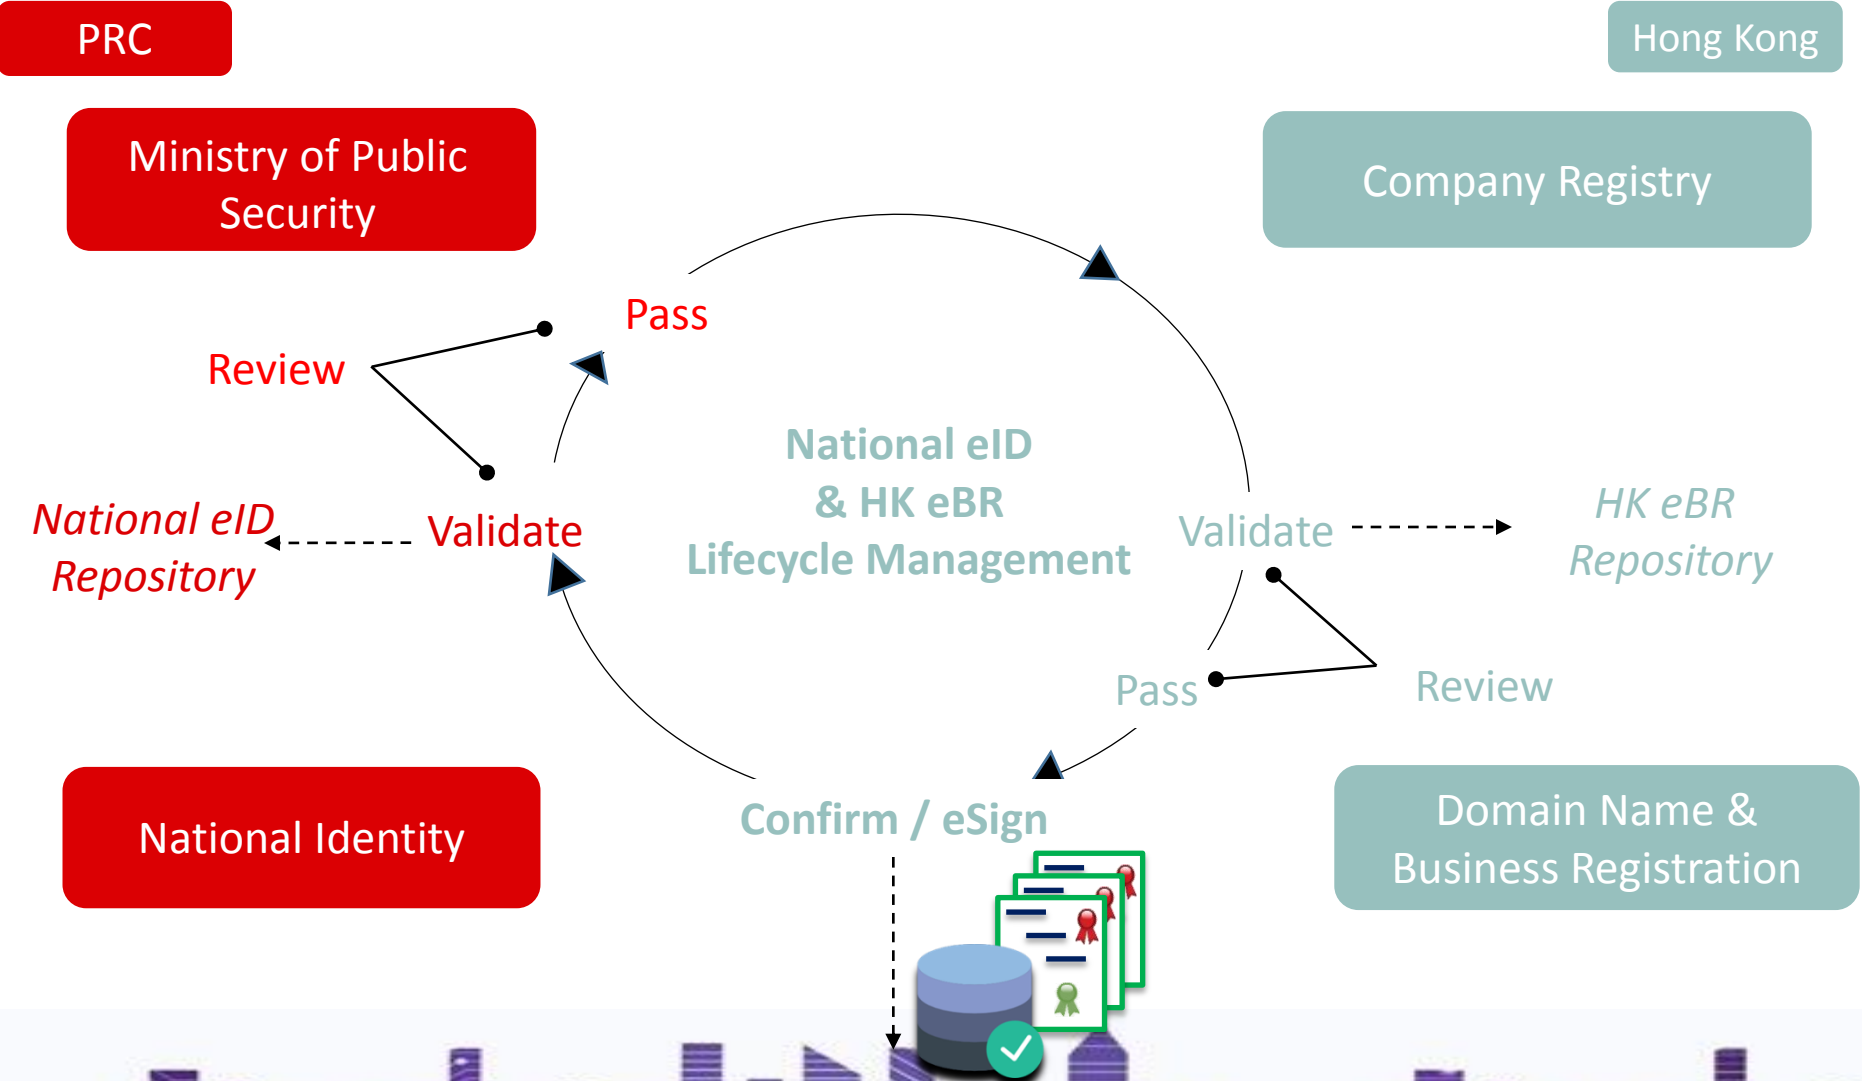 PRC
Hong Kong
Ministry of Public
Security
Company Registry
Pass
Review
National eID
& HK eBR
Lifecycle Management
National eID
Repository
Validate
Validate
HK eBR
Repository
Pass
Review
National Identity
Confirm / eSign
Domain Name &
Business Registration